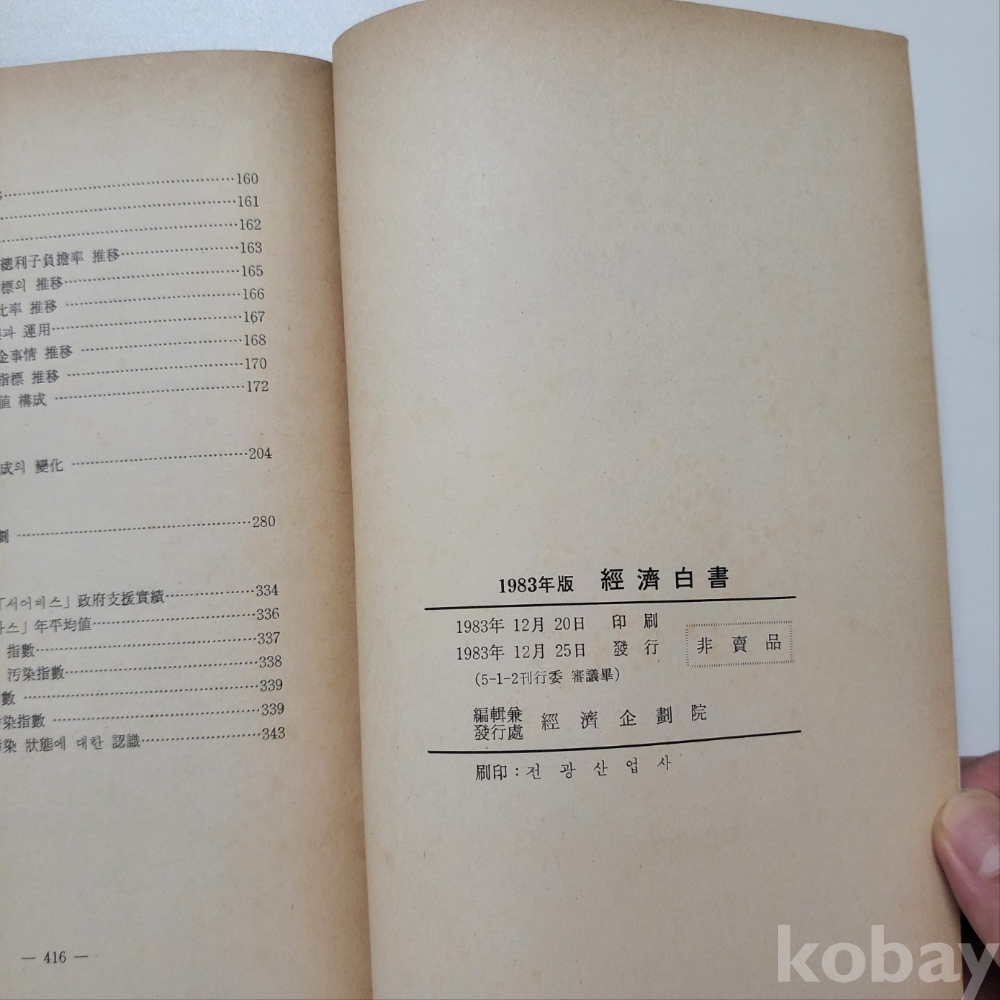 160
161
162
總利子負擔率 推移 163
標의 推移 165
比率 推移 166
과 運用 167
金事情 推移 168
指標 推移 170
値 構成 172
成의 變化 204
劃 280
「서어비스」政府支援實績 334
스」年平均値 336
指數 337
汚染指數 338
數 339
汚染指數 339
汚染 狀態에 대한 認識 343
— 416 —
1983年版 經濟白書
1983年 12月 20日 印刷
1983年 12月 25日 發行
非賣品
(5-1-2刊行委 審議畢)
編輯兼
發行處 經濟企劃院
刷印：전광산업사
kobay